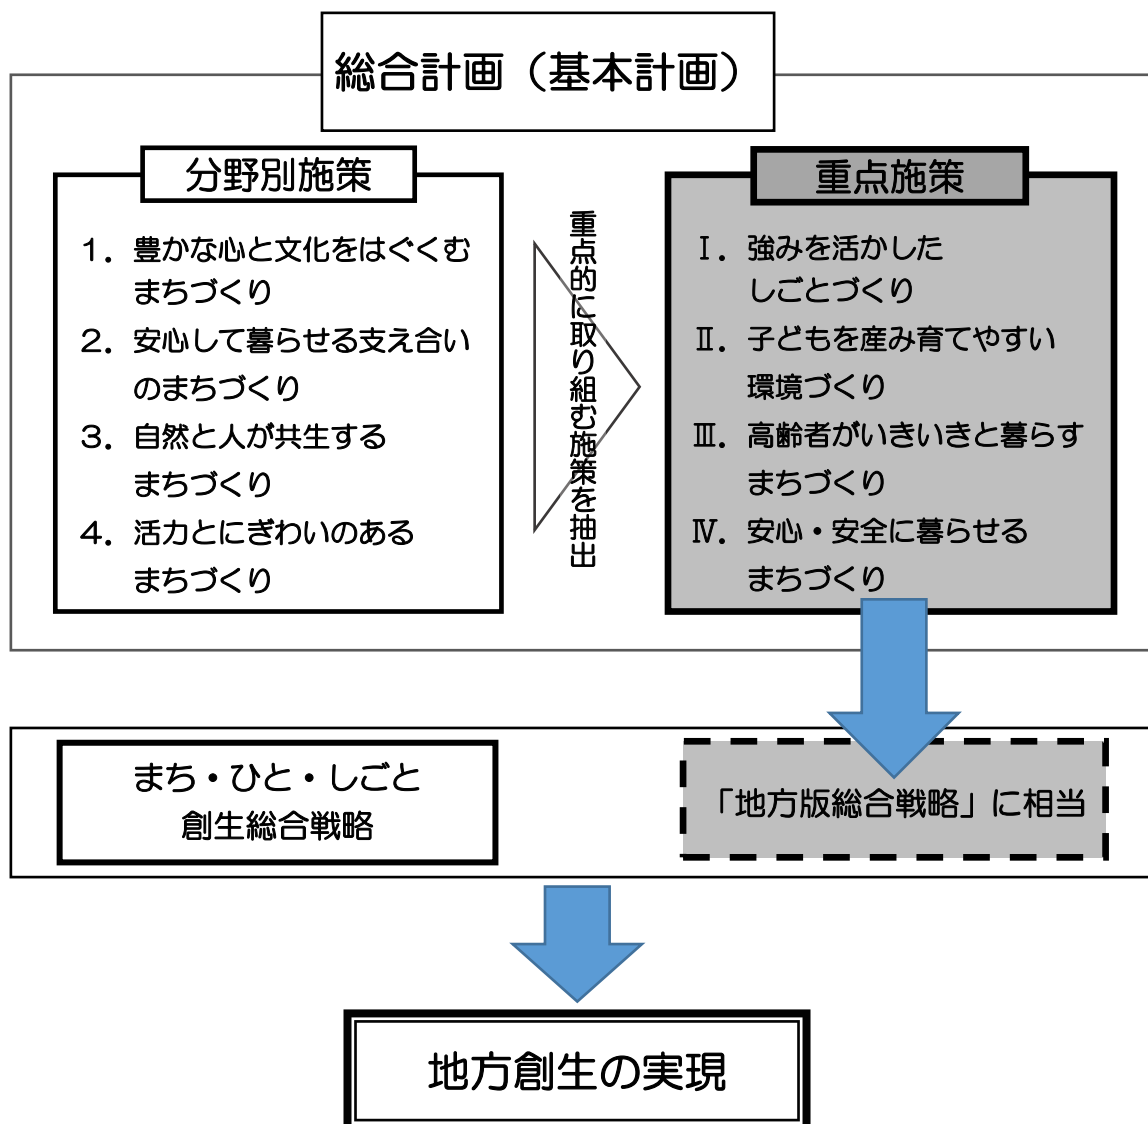 総合計画（基本計画）
分野別施策
１．豊かな心と文化をはぐくむ
まちづくり
２．安心して暮らせる支え合い
のまちづくり
３．自然と人が共生する
まちづくり
４．活力とにぎわいのある
まちづくり
重点的に取り組む施策を抽出
重点施策
Ⅰ．強みを活かした
しごとづくり
Ⅱ．子どもを産み育てやすい
環境づくり
Ⅲ．高齢者がいきいきと暮らす
まちづくり
Ⅳ．安心・安全に暮らせる
まちづくり
まち・ひと・しごと
創生総合戦略
「地方版総合戦略」に相当
地方創生の実現